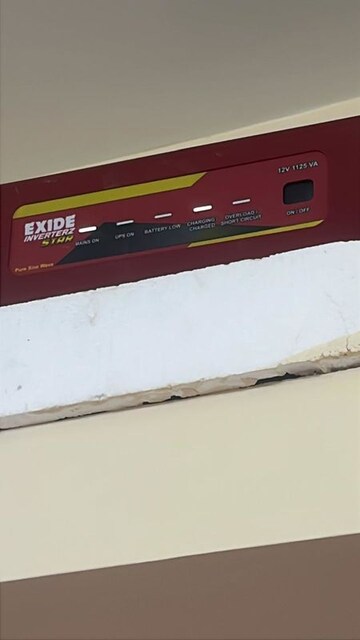 12V 1125 VA
EXIDE
INVERTERZ
STAR
MAINS ON
UPS ON
BATTERY LOW
CHARGING /
CHARGED
OVERLOAD /
SHORT CIRCUIT
ON / OFF
Pure Sine Wave